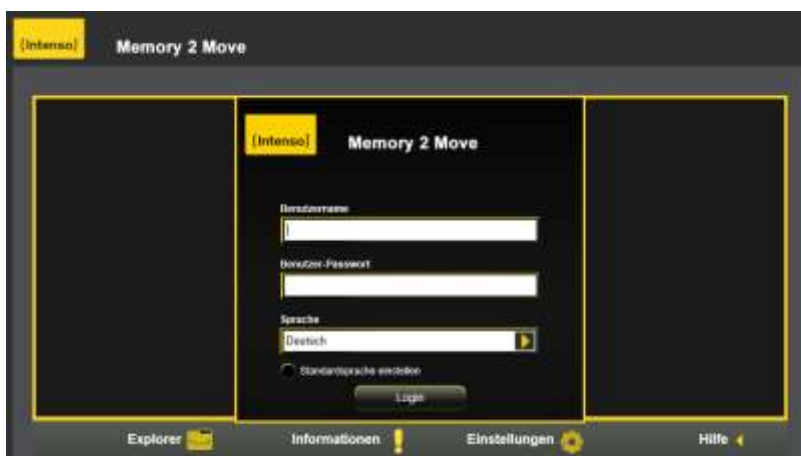 (Intenso) Memory 2 Move
(Intenso) Memory 2 Move
Benutzername
Benutzer-Passwort
Sprache
Deutsch
Standardsprache einstellen
Login
Explorer Informationen Einstellungen Hilfe